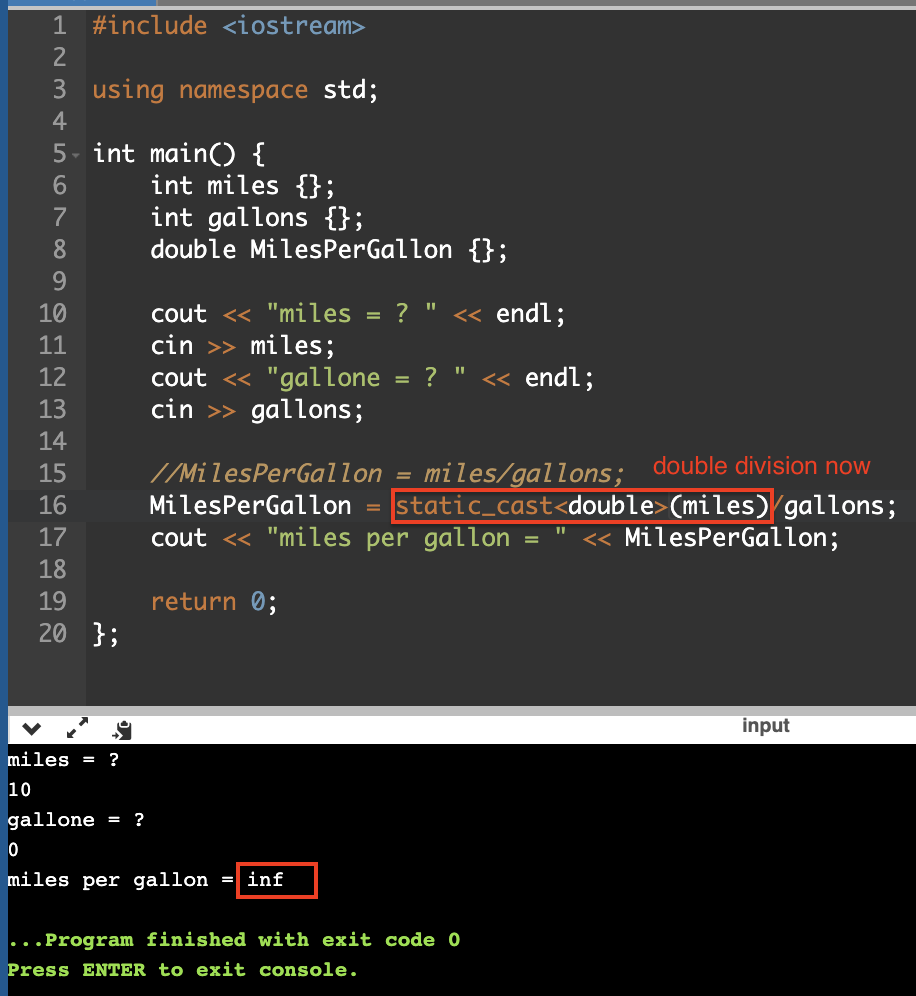 1 #include <iostream>
2
3 using namespace std;
4
5 int main() {
6     int miles {};
7     int gallons {};
8     double MilesPerGallon {};
9
10     cout << "miles = ? " << endl;
11     cin >> miles;
12     cout << "gallone = ? " << endl;
13     cin >> gallons;
14
15     //MilesPerGallon = miles/gallons; double division now
16     MilesPerGallon = static_cast<double>(miles)/gallons;
17     cout << "miles per gallon = " << MilesPerGallon;
18
19     return 0;
20 };
input
miles = ?
10
gallone = ?
0
miles per gallon = inf
...Program finished with exit code 0
Press ENTER to exit console.